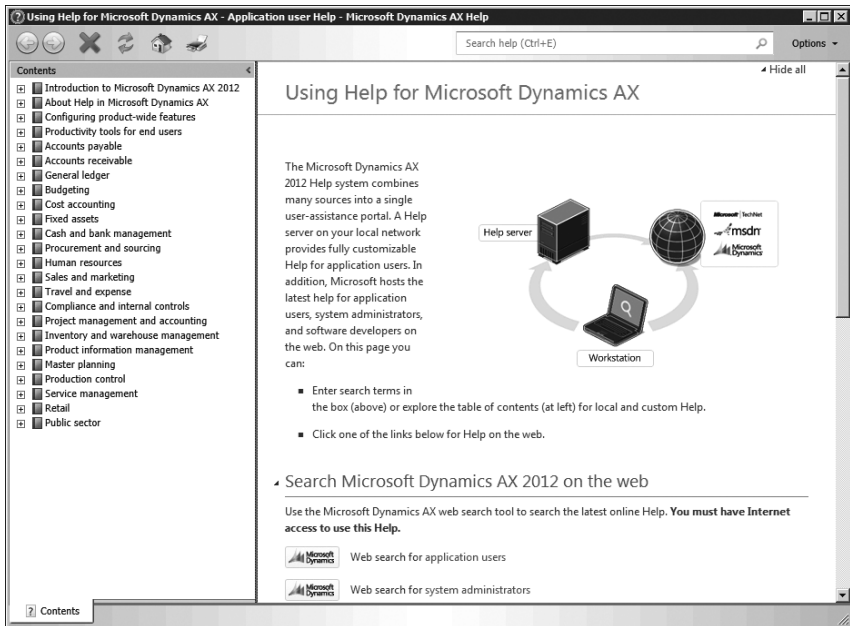 Using Help for Microsoft Dynamics AX - Application user Help - Microsoft Dynamics AX Help
Search help (Ctrl+E)
Options
Contents
Introduction to Microsoft Dynamics AX 2012
About Help in Microsoft Dynamics AX
Configuring product-wide features
Productivity tools for end users
Accounts payable
Accounts receivable
General ledger
Budgeting
Cost accounting
Fixed assets
Cash and bank management
Procurement and sourcing
Human resources
Sales and marketing
Travel and expense
Compliance and internal controls
Project management and accounting
Inventory and warehouse management
Product information management
Master planning
Production control
Service management
Retail
Public sector
Contents
Hide all
Using Help for Microsoft Dynamics AX
The Microsoft Dynamics AX
2012 Help system combines
many sources into a single
user-assistance portal. A Help
server on your local network
provides fully customizable
Help for application users. In
addition, Microsoft hosts the
latest help for application
users, system administrators,
and software developers on
the web. On this page you
can:
Help server
Microsoft TechNet
msdn
Microsoft
Dynamics
Workstation
Enter search terms in
the box (above) or explore the table of contents (at left) for local and custom Help.
Click one of the links below for Help on the web.
Search Microsoft Dynamics AX 2012 on the web
Use the Microsoft Dynamics AX web search tool to search the latest online Help. You must have Internet
access to use this Help.
Microsoft
Dynamics
Web search for application users
Microsoft
Dynamics
Web search for system administrators